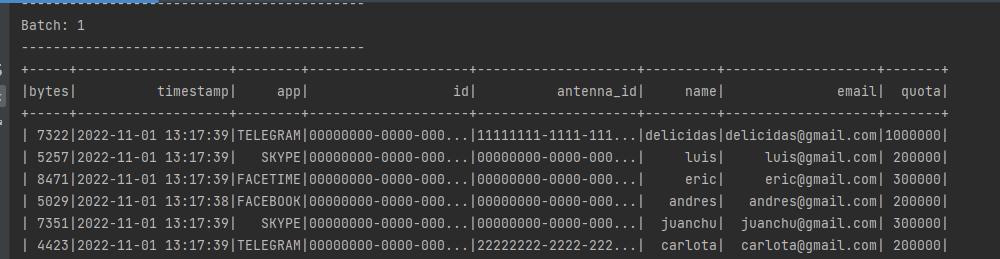 -----------------------------------------
Batch: 1
-----------------------------------------
+-----+-------------------+--------+--------------------+--------------------+---------+-------------------+-------+
|bytes|          timestamp|     app|                  id|          antenna_id|     name|              email|  quota|
+-----+-------------------+--------+--------------------+--------------------+---------+-------------------+-------+
| 7322|2022-11-01 13:17:39|TELEGRAM|00000000-0000-000...|11111111-1111-111...|delicidas|delicidas@gmail.com|1000000|
| 5257|2022-11-01 13:17:39|   SKYPE|00000000-0000-000...|00000000-0000-000...|     luis|     luis@gmail.com| 200000|
| 8471|2022-11-01 13:17:39|FACETIME|00000000-0000-000...|00000000-0000-000...|     eric|     eric@gmail.com| 300000|
| 5029|2022-11-01 13:17:38|FACEBOOK|00000000-0000-000...|00000000-0000-000...|   andres|   andres@gmail.com| 200000|
| 7351|2022-11-01 13:17:39|   SKYPE|00000000-0000-000...|00000000-0000-000...|  juanchu|  juanchu@gmail.com| 300000|
| 4423|2022-11-01 13:17:39|TELEGRAM|00000000-0000-000...|22222222-2222-222...|  carlota|  carlota@gmail.com| 200000|